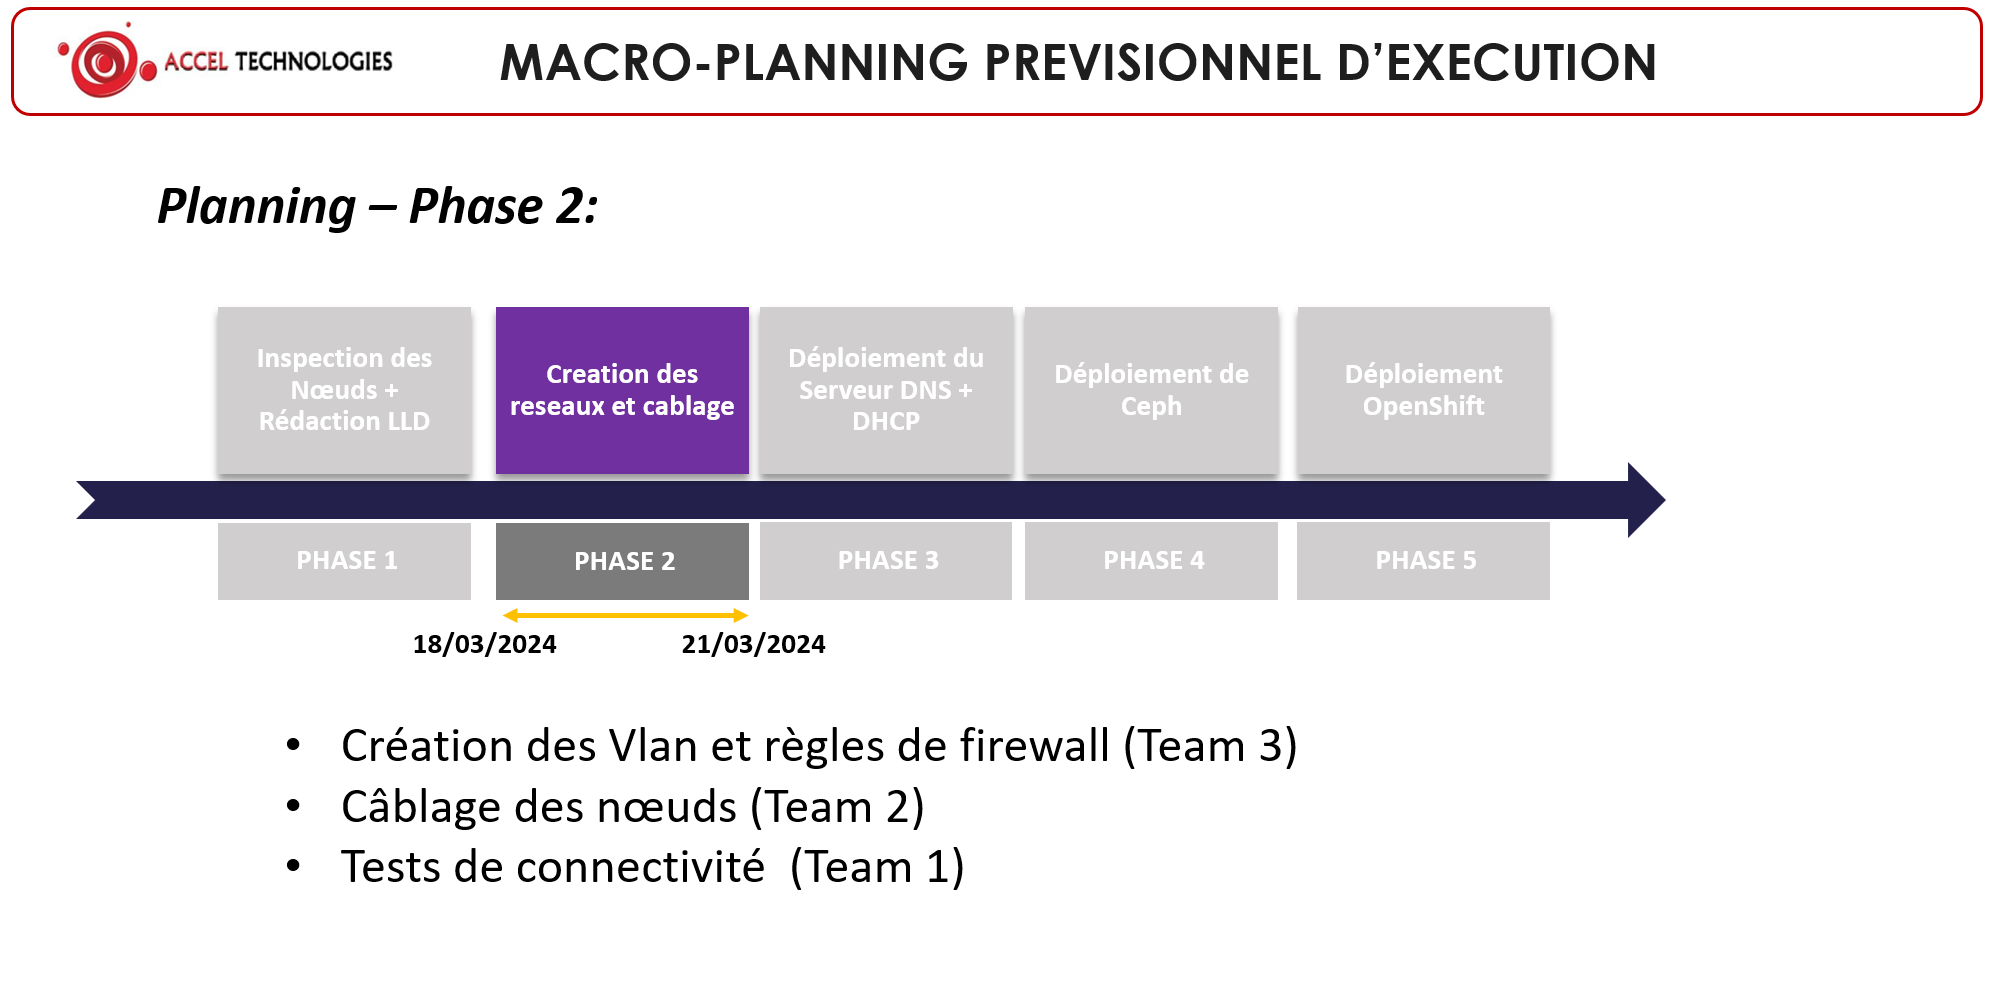 ACCEL TECHNOLOGIES
MACRO-PLANNING PREVISIONNEL D’EXECUTION
Planning – Phase 2:
Inspection des
Nœuds +
Rédaction LLD
Creation des
reseaux et cablage
Déploiement du
Serveur DNS +
DHCP
Déploiement de
Ceph
Déploiement
OpenShift
PHASE 1
PHASE 2
PHASE 3
PHASE 4
PHASE 5
18/03/2024
21/03/2024
• Création des Vlan et règles de firewall (Team 3)
• Câblage des nœuds (Team 2)
• Tests de connectivité  (Team 1)